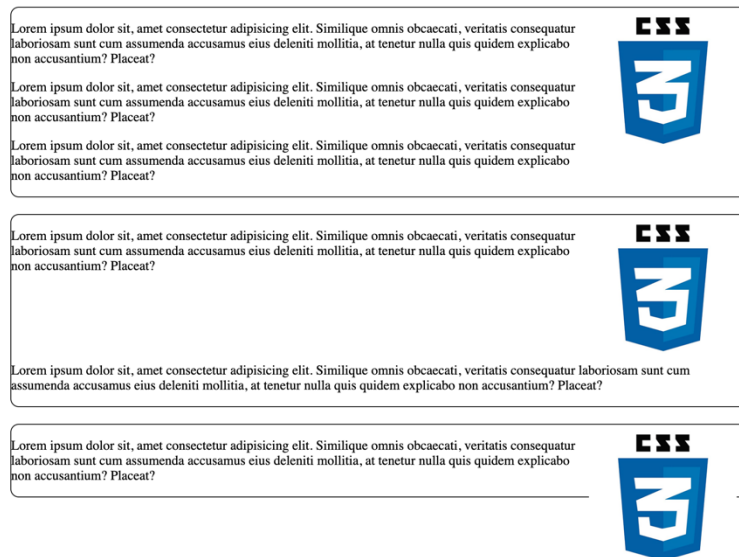 CSS
Lorem ipsum dolor sit, amet consectetur adipisicing elit. Similique omnis obcaecati, veritatis consequatur
laboriosam sunt cum assumenda accusamus eius deleniti mollitia, at tenetur nulla quis quidem explicabo
non accusantium? Placeat?
3
Lorem ipsum dolor sit, amet consectetur adipisicing elit. Similique omnis obcaecati, veritatis consequatur
laboriosam sunt cum assumenda accusamus eius deleniti mollitia, at tenetur nulla quis quidem explicabo
non accusantium? Placeat?
Lorem ipsum dolor sit, amet consectetur adipisicing elit. Similique omnis obcaecati, veritatis consequatur
laboriosam sunt cum assumenda accusamus eius deleniti mollitia, at tenetur nulla quis quidem explicabo
non accusantium? Placeat?
CSS
Lorem ipsum dolor sit, amet consectetur adipisicing elit. Similique omnis obcaecati, veritatis consequatur
laboriosam sunt cum assumenda accusamus eius deleniti mollitia, at tenetur nulla quis quidem explicabo
non accusantium? Placeat?
3
Lorem ipsum dolor sit, amet consectetur adipisicing elit. Similique omnis obcaecati, veritatis consequatur laboriosam sunt cum
assumenda accusamus eius deleniti mollitia, at tenetur nulla quis quidem explicabo non accusantium? Placeat?
CSS
Lorem ipsum dolor sit, amet consectetur adipisicing elit. Similique omnis obcaecati, veritatis consequatur
laboriosam sunt cum assumenda accusamus eius deleniti mollitia, at tenetur nulla quis quidem explicabo
non accusantium? Placeat?
3